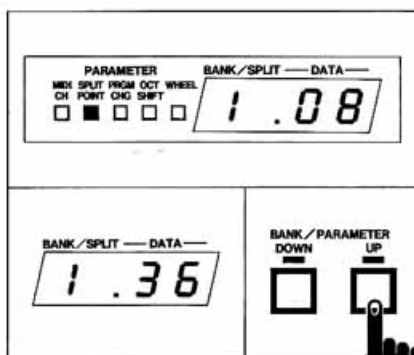 PARAMETER BANK/SPLIT — DATA —
MIDI SPLIT PRGM OCT WHEEL
CH POINT CHG SHIFT
1 .08
BANK/SPLIT — DATA —
1 .36
BANK/PARAMETER
DOWN UP